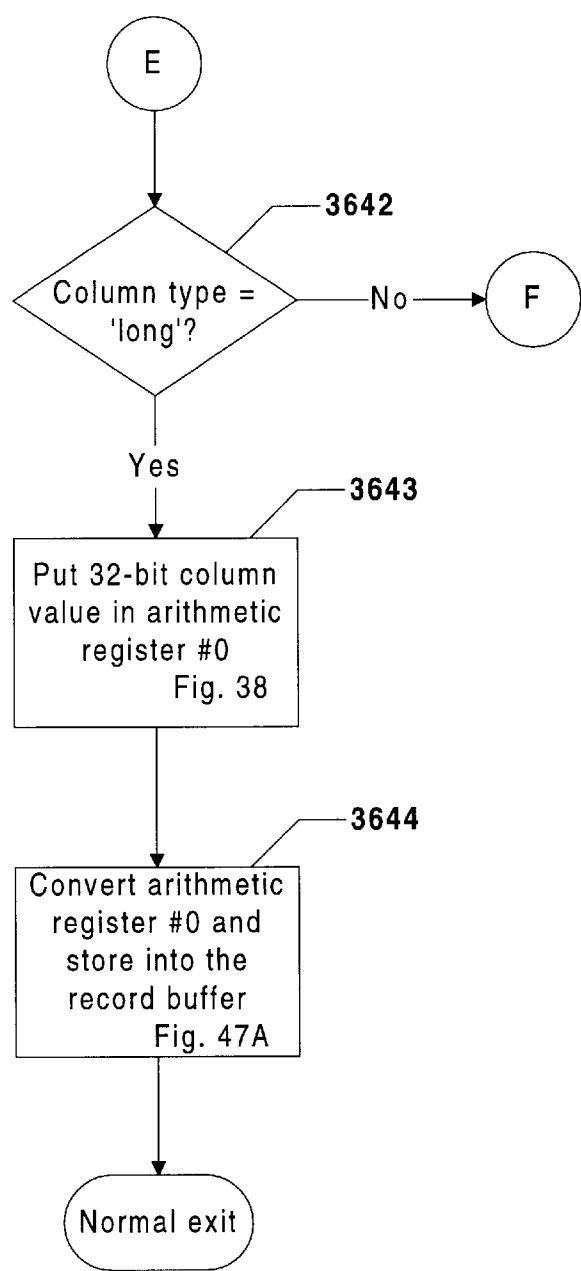 E
3642
Column type =
'long'?
No
F
Yes
3643
Put 32-bit column
value in arithmetic
register #0
Fig. 38
3644
Convert arithmetic
register #0 and
store into the
record buffer
Fig. 47A
Normal exit